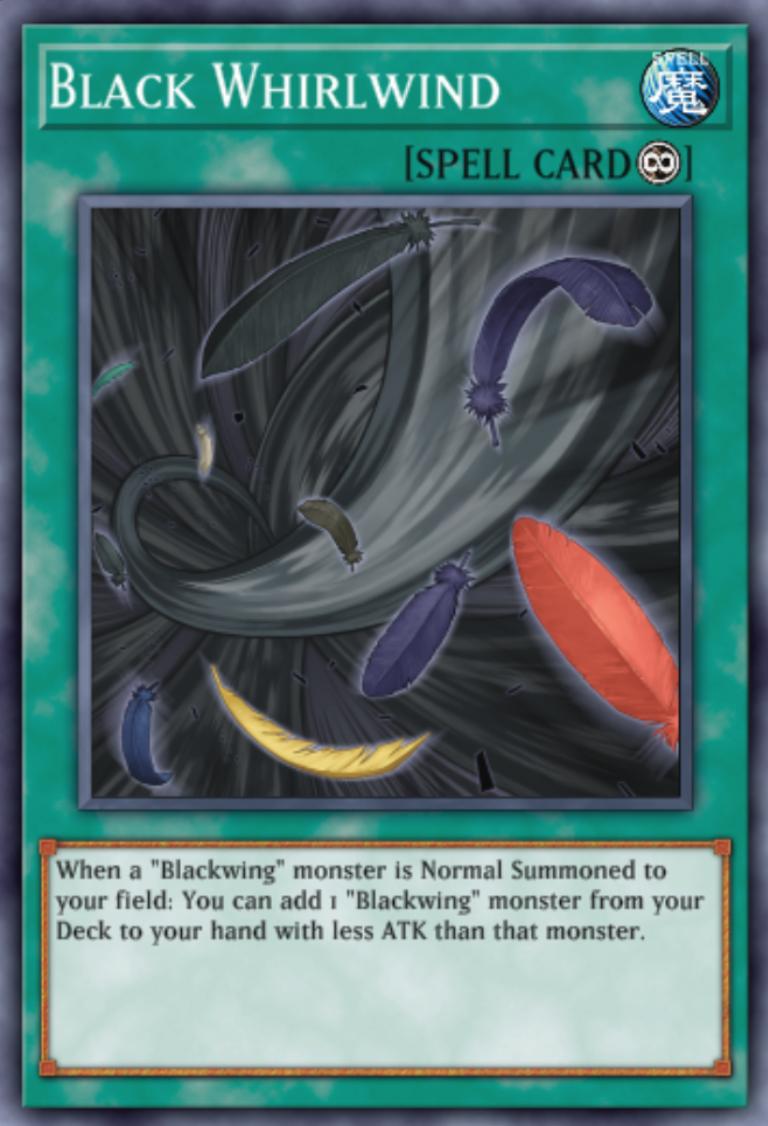 Black Whirlwind
SPELL
魔
[SPELL CARD]
When a "Blackwing" monster is Normal Summoned to
your field: You can add 1 "Blackwing" monster from your
Deck to your hand with less ATK than that monster.